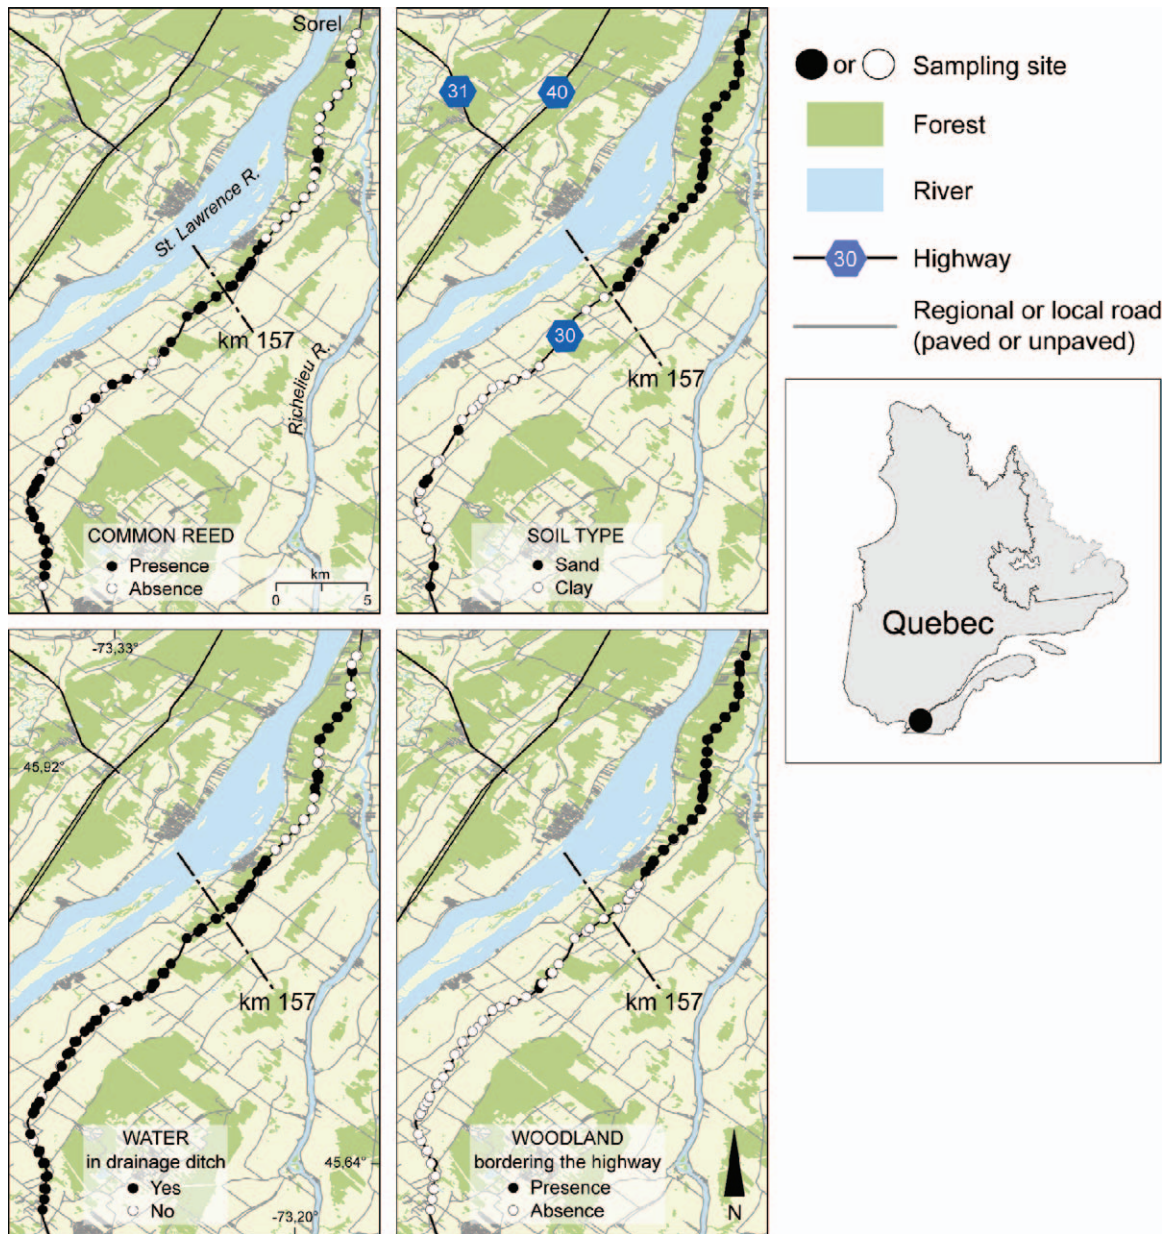 Sorel
31
40
St. Lawrence R.
km 157
Richelieu R.
COMMON REED
Presence
Absence
km
0 5
30
km 157
SOIL TYPE
Sand
Clay
or Sampling site
Forest
River
30 Highway
Regional or local road
(paved or unpaved)
Quebec
-73,33°
45,92°
km 157
WATER
in drainage ditch
Yes
No
45,64°
-73,20°
km 157
WOODLAND
bordering the highway
Presence
Absence
N